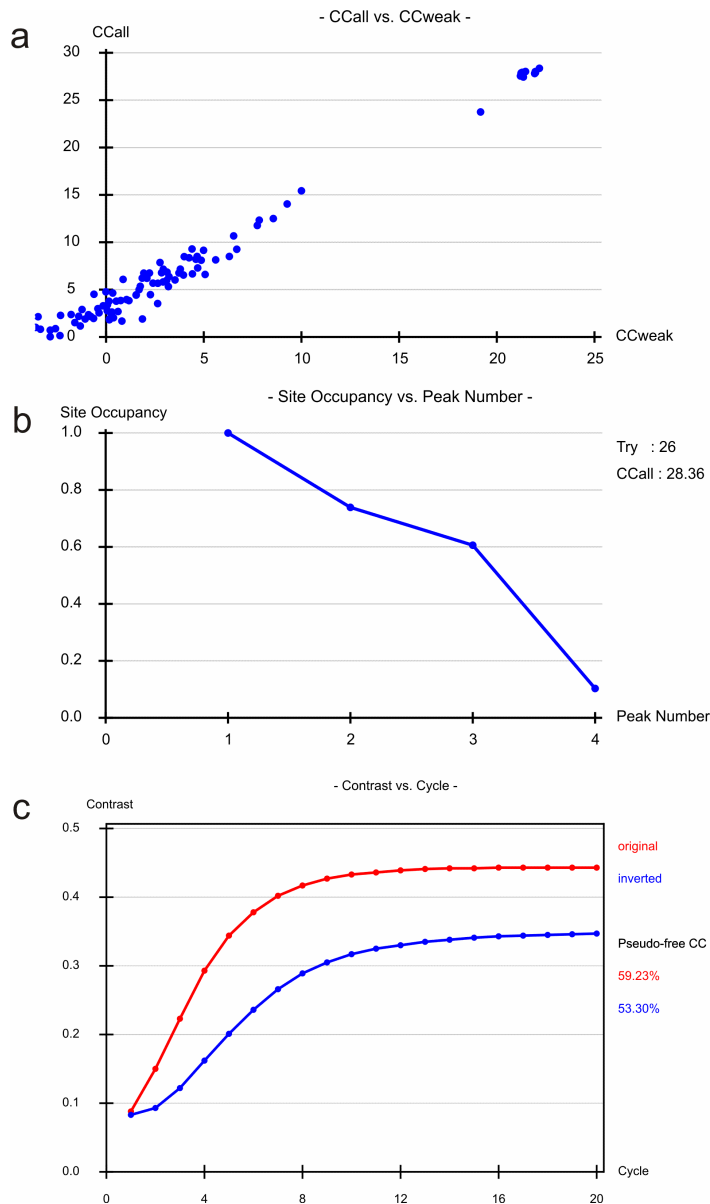 a
- CCall vs. CCweak -
CCall
30
25
20
15
10
5
0
0 5 10 15 20 25
CCweak
b
- Site Occupancy vs. Peak Number -
Site Occupancy
1.0
0.8
0.6
0.4
0.2
0.0
0 1 2 3 4
Peak Number
Try : 26
CCall : 28.36
c
- Contrast vs. Cycle -
Contrast
0.5
0.4
0.3
0.2
0.1
0.0
0 4 8 12 16 20
Cycle
original
inverted
Pseudo-free CC
59.23%
53.30%